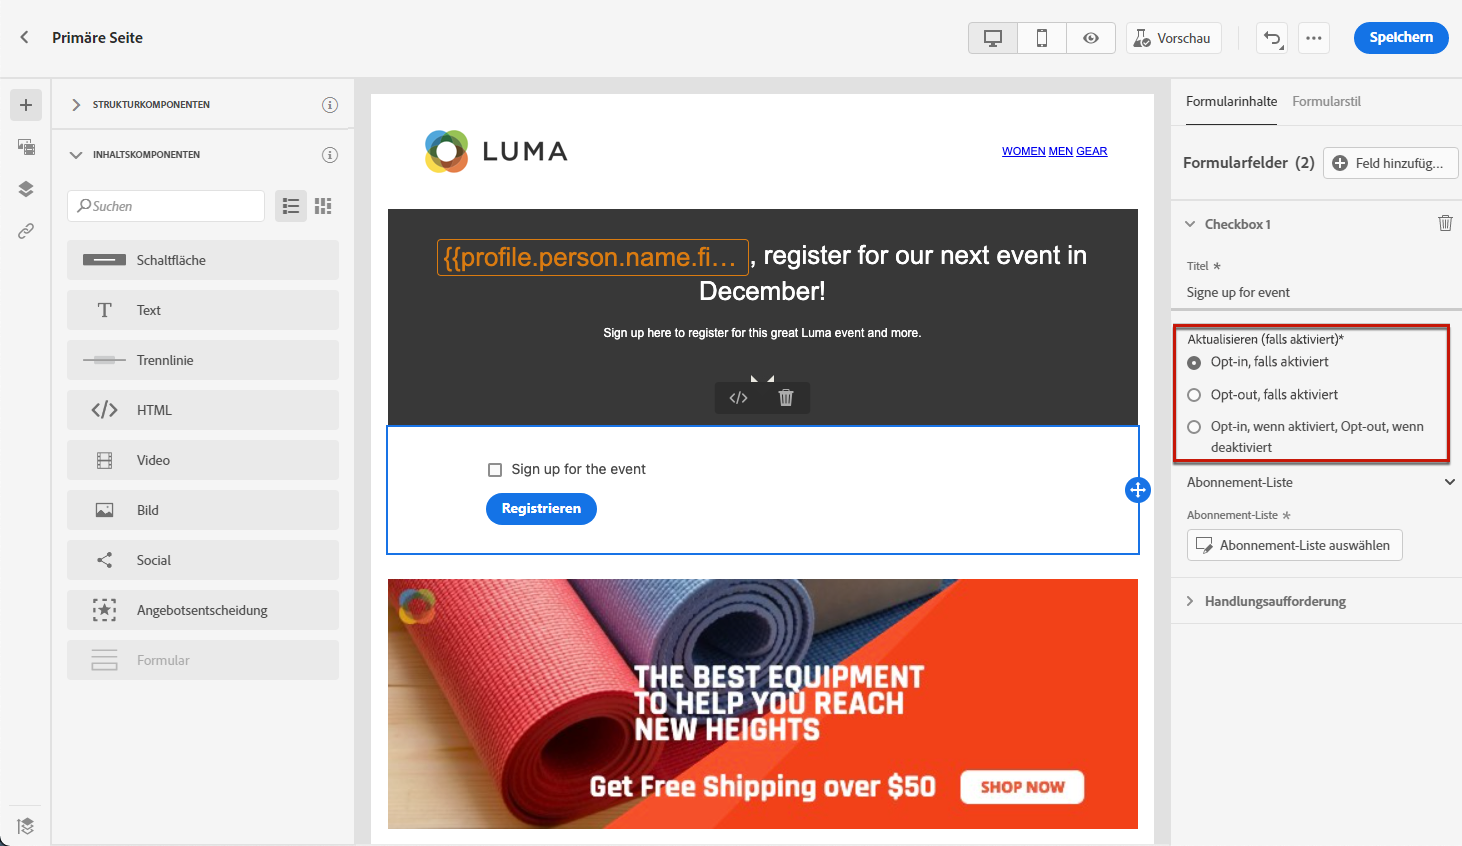 Primäre Seite
Vorschau
Speichern
STRUKTURKOMPONENTEN
INHALTSKOMPONENTEN
Suchen
Schaltfläche
Text
Trennlinie
HTML
Video
Bild
Social
Angebotsentscheidung
Formular
LUMA
WOMEN MEN GEAR
{{profile.person.name.fi... , register for our next event in
December!
Sign up here to register for this great Luma event and more.
Sign up for the event
Registrieren
THE BEST EQUIPMENT
TO HELP YOU REACH
NEW HEIGHTS
Get Free Shipping over $50
SHOP NOW
Formularinhalte Formularstil
Formularfelder (2) Feld hinzufüg...
Checkbox 1
Titel *
Signe up for event
Aktualisieren (falls aktiviert)*
Opt-in, falls aktiviert
Opt-out, falls aktiviert
Opt-in, wenn aktiviert, Opt-out, wenn
deaktiviert
Abonnement-Liste
Abonnement-Liste *
Abonnement-Liste auswählen
Handlungsaufforderung